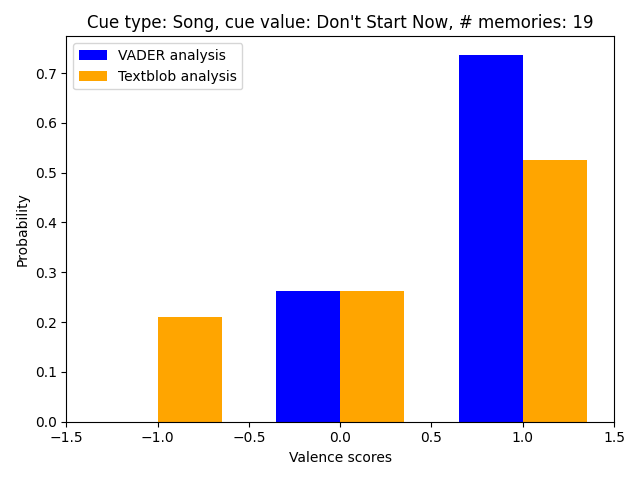 Cue type: Song, cue value: Don't Start Now, # memories: 19
VADER analysis
Textblob analysis
Probability
0.7
0.6
0.5
0.4
0.3
0.2
0.1
0.0
−1.5 −1.0 −0.5 0.0 0.5 1.0 1.5
Valence scores